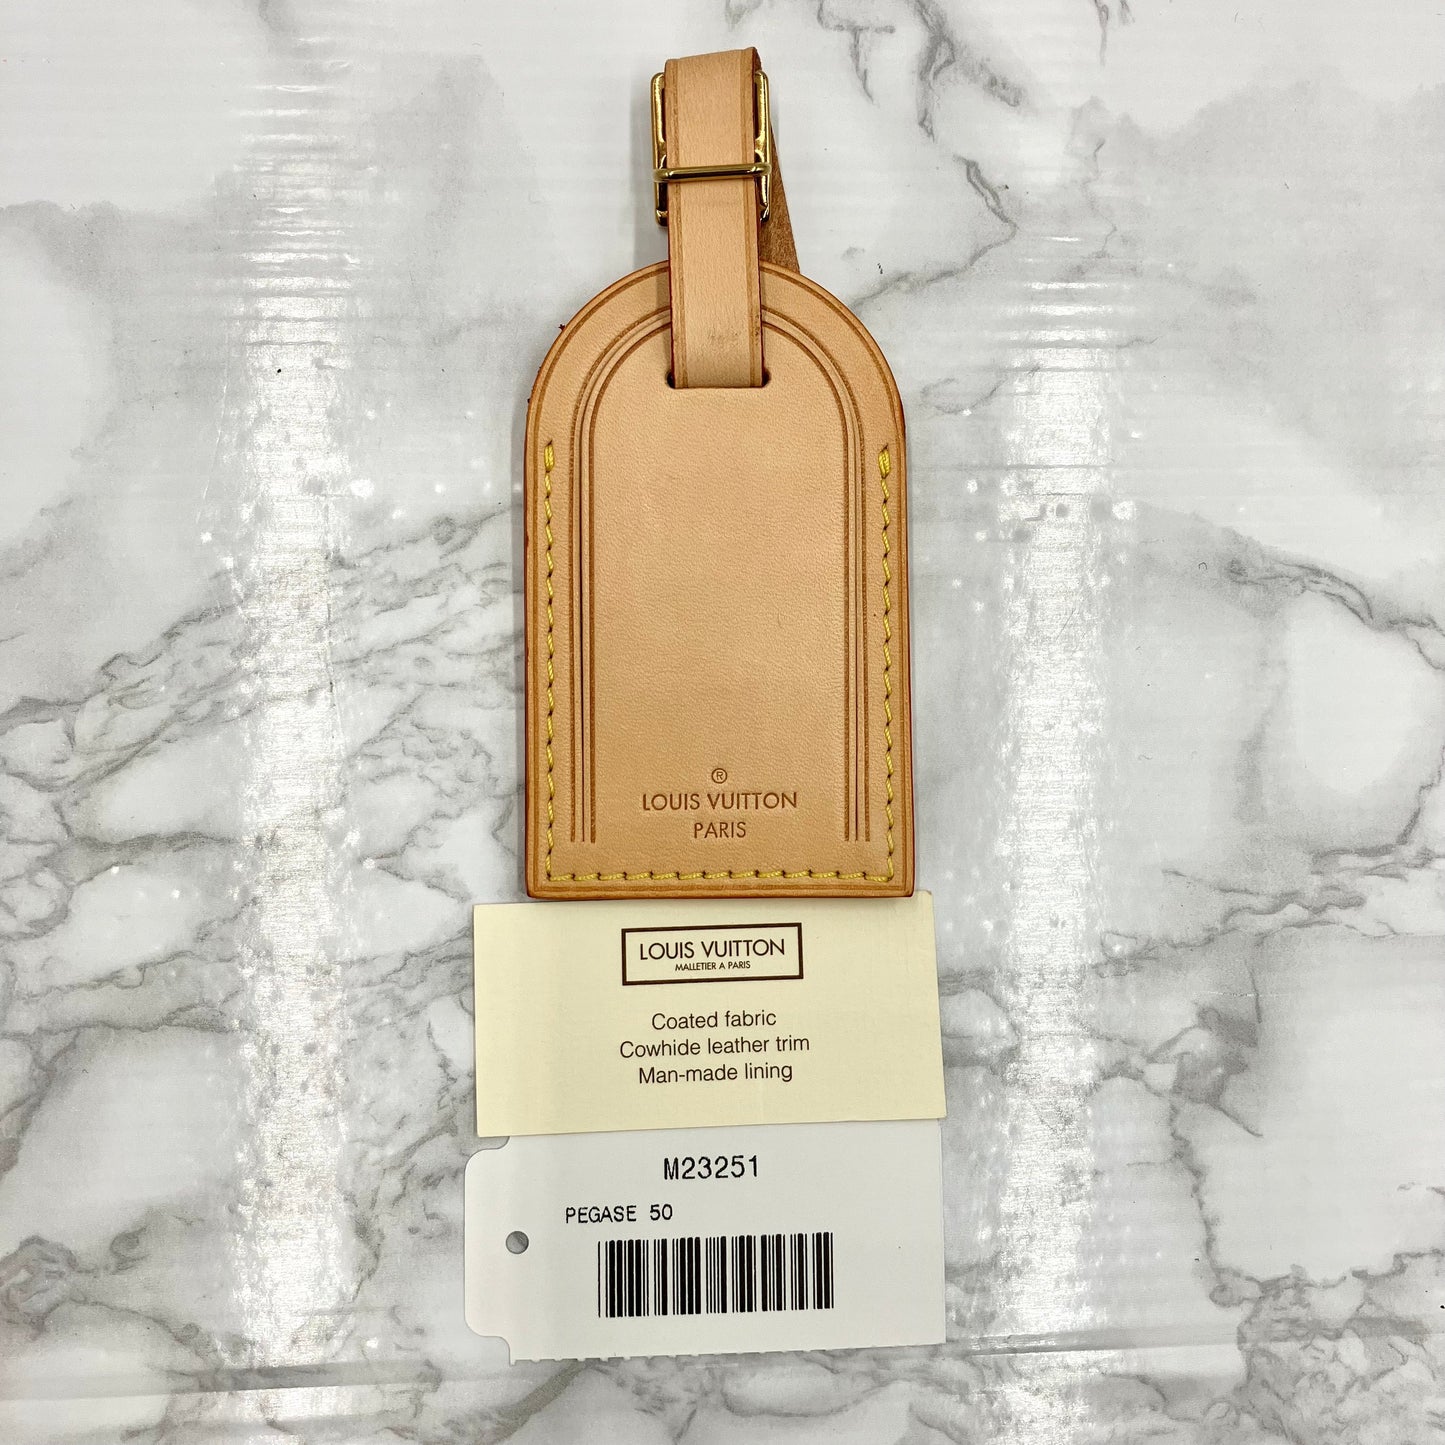 ®
LOUIS VUITTON
PARIS
LOUIS VUITTON
MALLETIER A PARIS
Coated fabric
Cowhide leather trim
Man-made lining
M23251
PEGASE 50